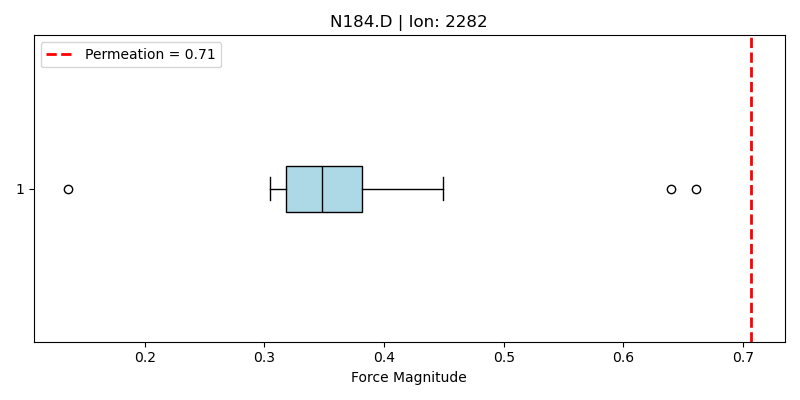 N184.D | Ion: 2282
Permeation = 0.71
1
0.2 0.3 0.4 0.5 0.6 0.7
Force Magnitude